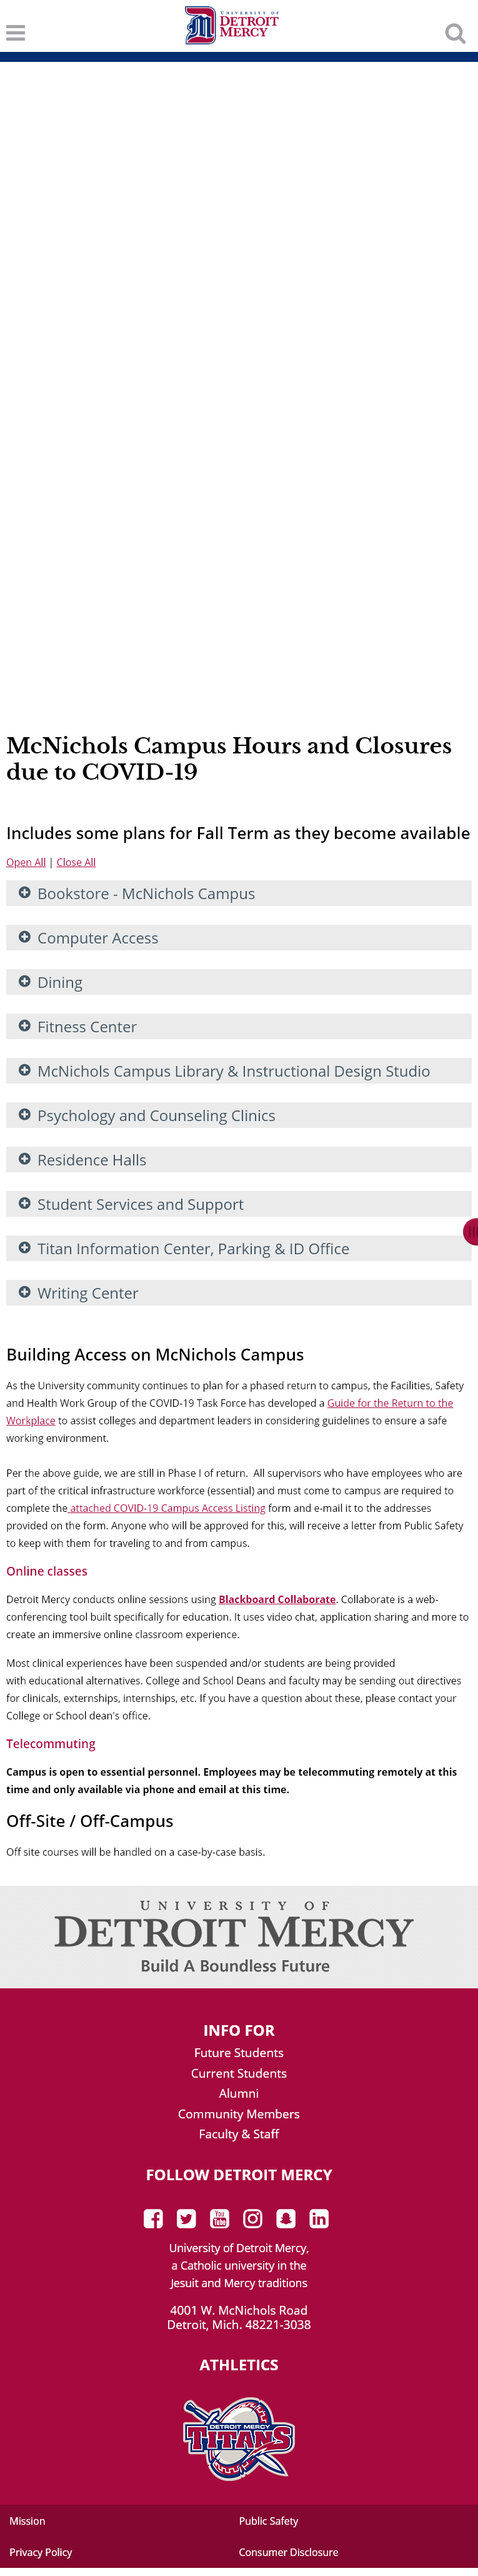 UNIVERSITY OF
DETROIT
MERCY
McNichols Campus Hours and Closures
due to COVID-19
Includes some plans for Fall Term as they become available
Open All | Close All
Bookstore - McNichols Campus
Computer Access
Dining
Fitness Center
McNichols Campus Library & Instructional Design Studio
Psychology and Counseling Clinics
Residence Halls
Student Services and Support
Titan Information Center, Parking & ID Office
Writing Center
Building Access on McNichols Campus
As the University community continues to plan for a phased return to campus, the Facilities, Safety
and Health Work Group of the COVID-19 Task Force has developed a Guide for the Return to the
Workplace to assist colleges and department leaders in considering guidelines to ensure a safe
working environment.
Per the above guide, we are still in Phase I of return.  All supervisors who have employees who are
part of the critical infrastructure workforce (essential) and must come to campus are required to
complete the attached COVID-19 Campus Access Listing form and e-mail it to the addresses
provided on the form. Anyone who will be approved for this, will receive a letter from Public Safety
to keep with them for traveling to and from campus.
Online classes
Detroit Mercy conducts online sessions using Blackboard Collaborate. Collaborate is a web-
conferencing tool built specifically for education. It uses video chat, application sharing and more to
create an immersive online classroom experience.
Most clinical experiences have been suspended and/or students are being provided
with educational alternatives. College and School Deans and faculty may be sending out directives
for clinicals, externships, internships, etc. If you have a question about these, please contact your
College or School dean's office.
Telecommuting
Campus is open to essential personnel. Employees may be telecommuting remotely at this
time and only available via phone and email at this time.
Off-Site / Off-Campus
Off site courses will be handled on a case-by-case basis.
UNIVERSITY OF
DETROIT MERCY
Build A Boundless Future
INFO FOR
Future Students
Current Students
Alumni
Community Members
Faculty & Staff
FOLLOW DETROIT MERCY
University of Detroit Mercy,
a Catholic university in the
Jesuit and Mercy traditions
4001 W. McNichols Road
Detroit, Mich. 48221-3038
ATHLETICS
DETROIT MERCY
TITANS
Mission Public Safety
Privacy Policy Consumer Disclosure